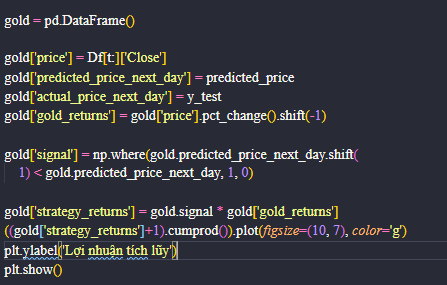 gold = pd.DataFrame()
gold['price'] = Df[t:]['Close']
gold['predicted_price_next_day'] = predicted_price
gold['actual_price_next_day'] = y_test
gold['gold_returns'] = gold['price'].pct_change().shift(-1)
gold['signal'] = np.where(gold.predicted_price_next_day.shift(
1) < gold.predicted_price_next_day, 1, 0)
gold['strategy_returns'] = gold.signal * gold['gold_returns']
((gold['strategy_returns']+1).cumprod()).plot(figsize=(10, 7), color='g')
plt.ylabel('Lợi nhuận tích lũy')
plt.show()